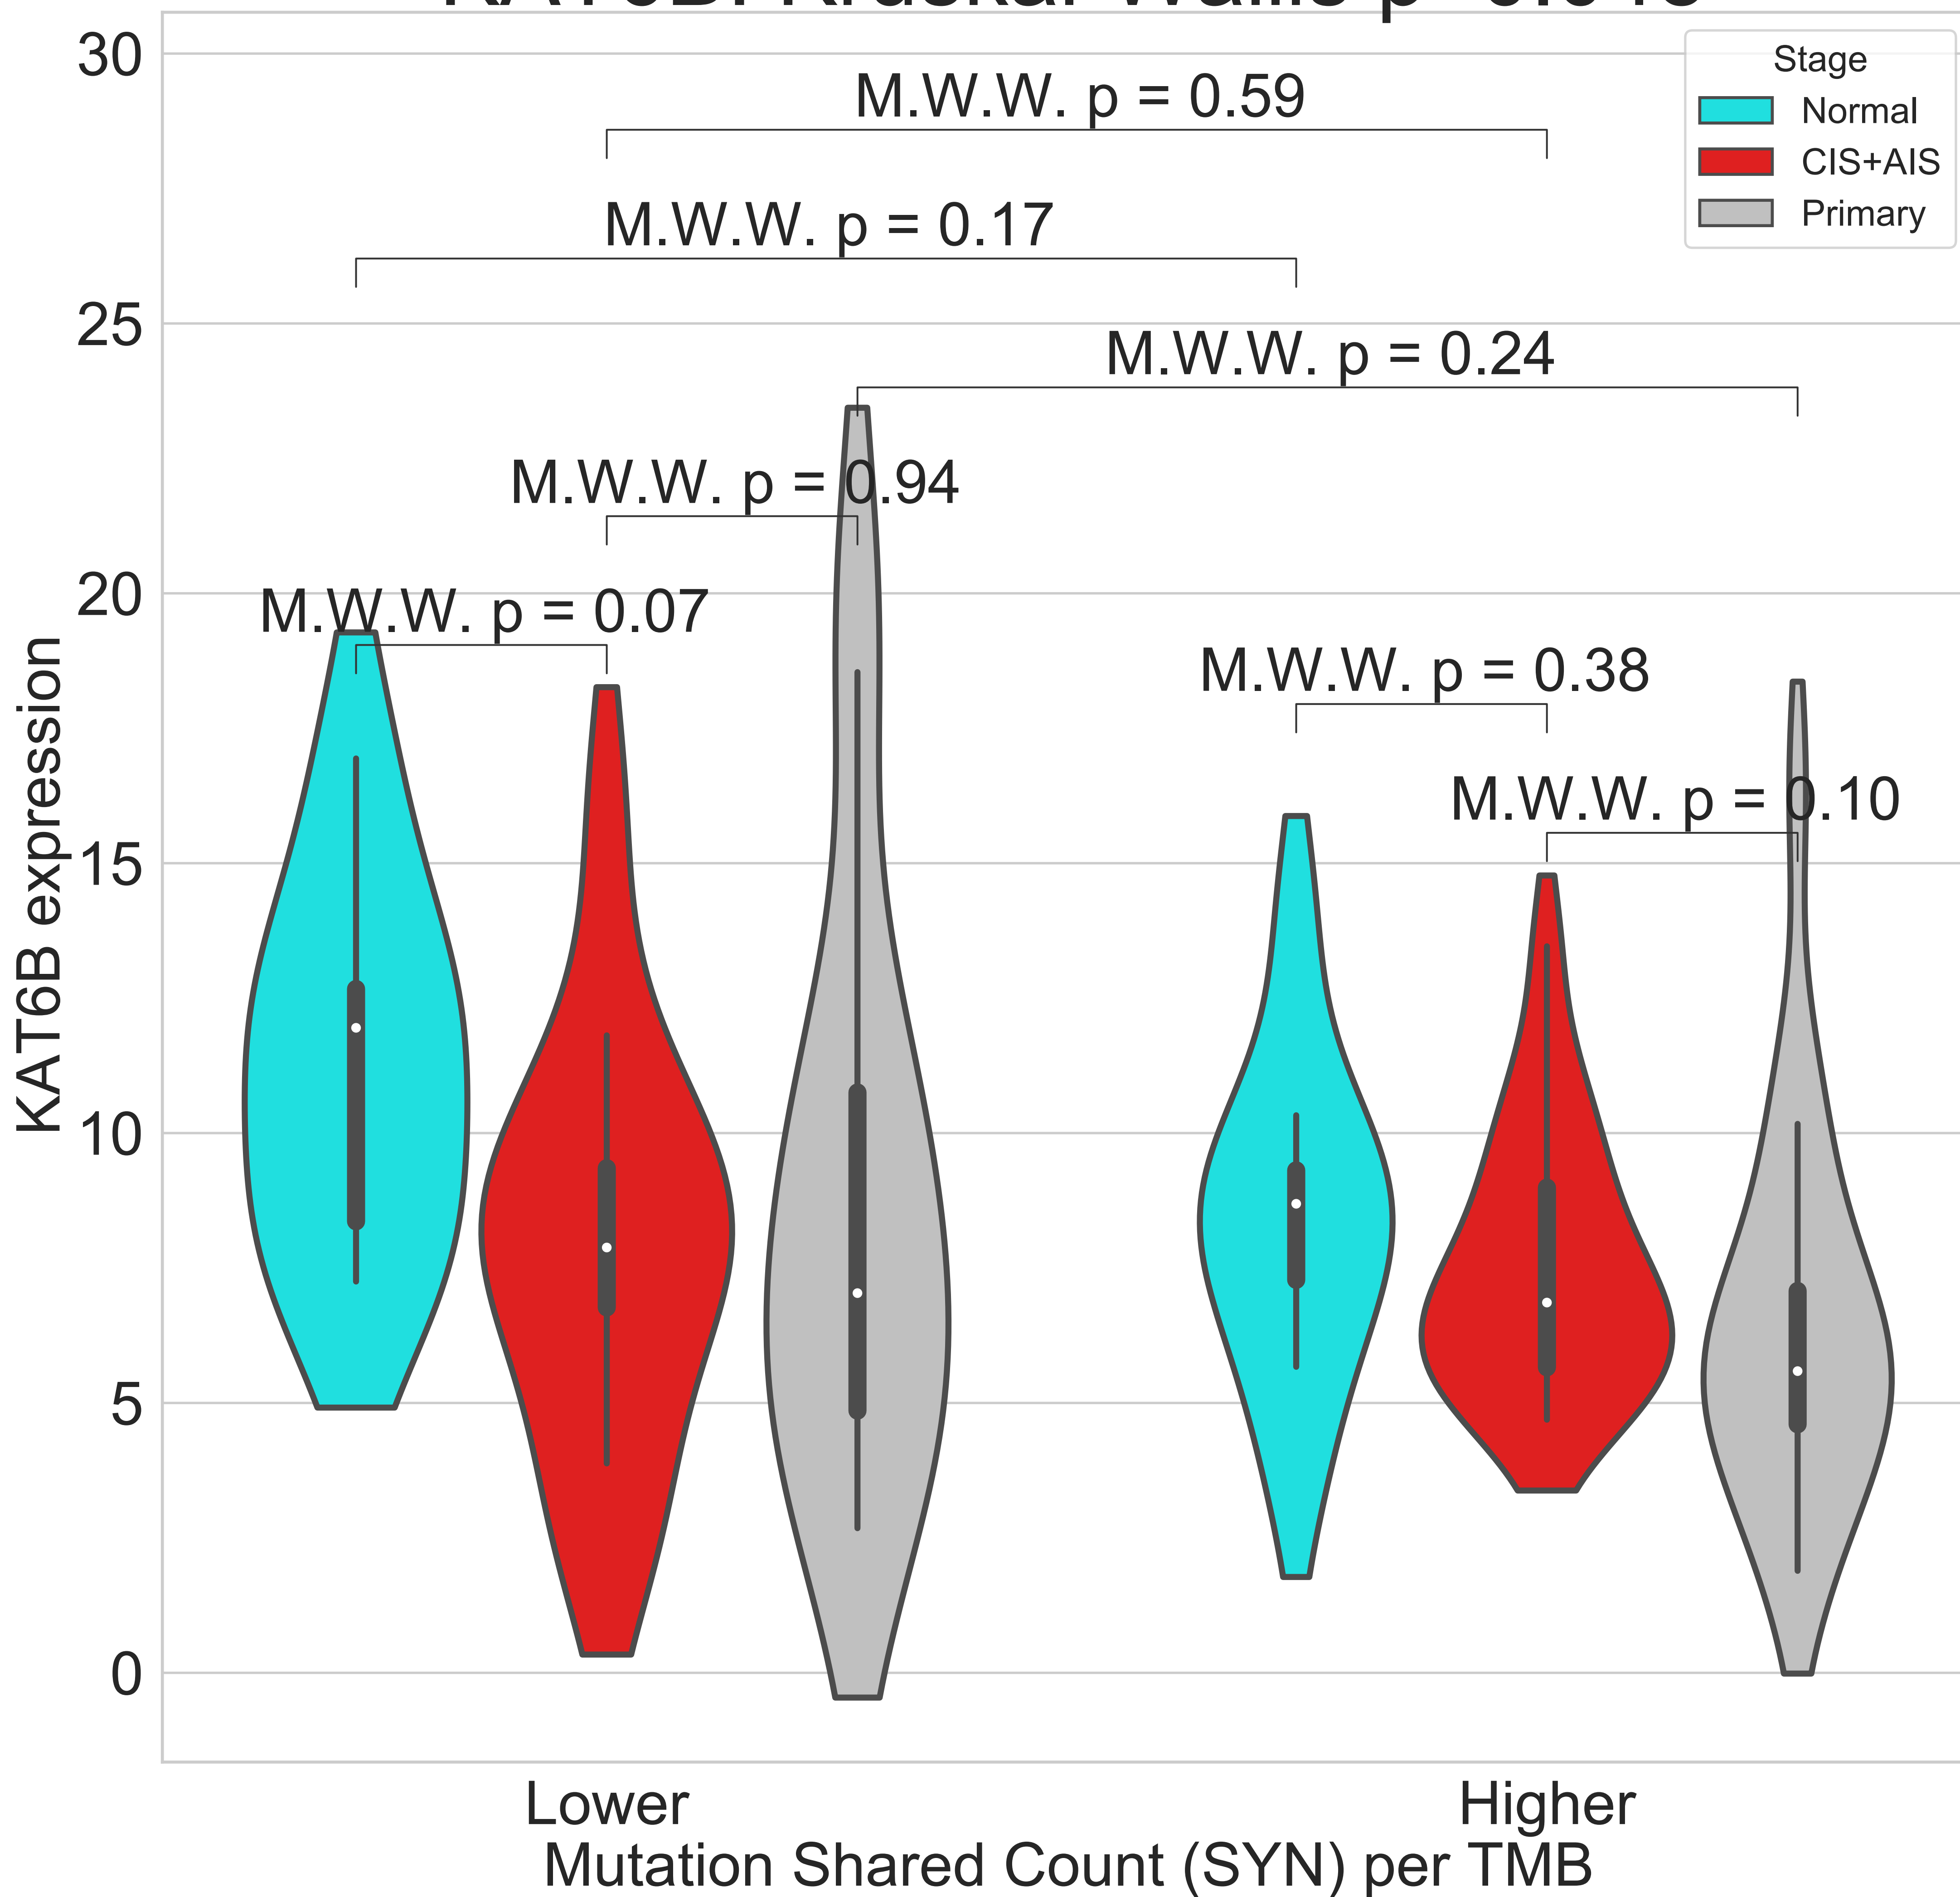 30
Stage
Normal
CIS+AIS
Primary
M.W.W. p = 0.59
M.W.W. p = 0.17
25
M.W.W. p = 0.24
M.W.W. p = 0.94
20
M.W.W. p = 0.07
M.W.W. p = 0.38
M.W.W. p = 0.10
15
KAT6B expression
10
5
0
Lower
Higher
Mutation Shared Count (SYN) per TMB